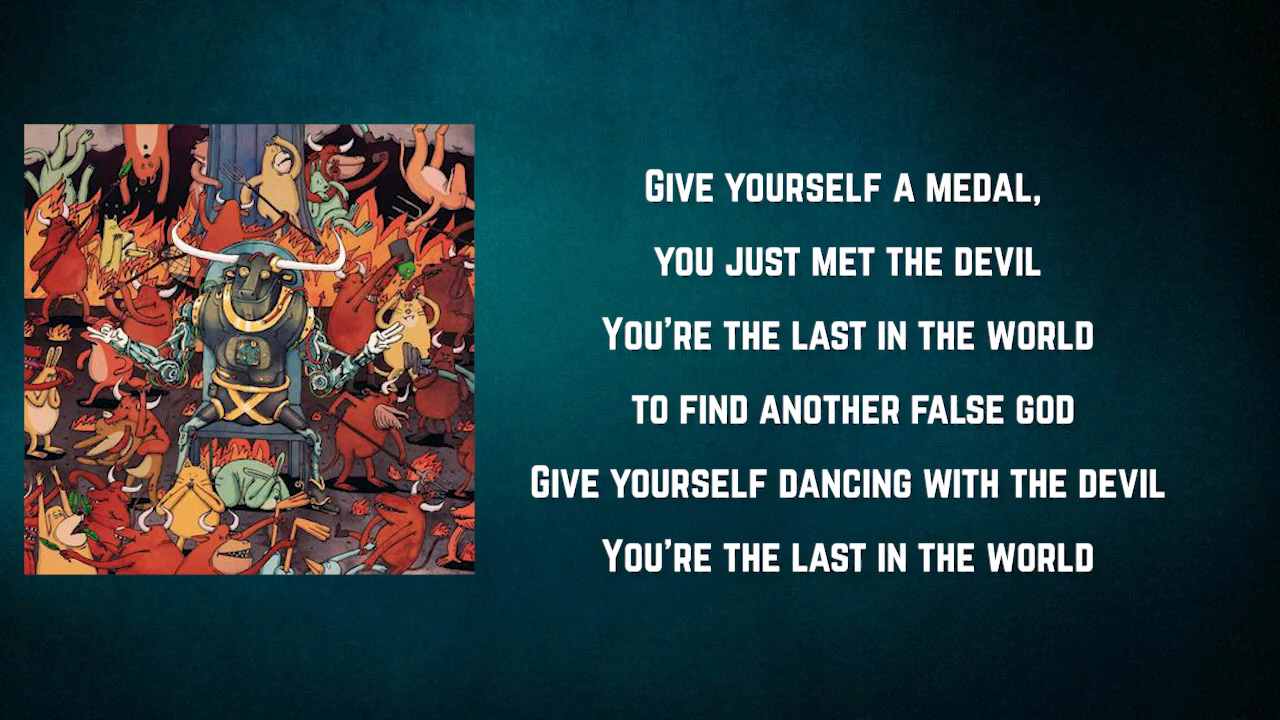 Give yourself a medal,
you just met the devil
You're the last in the world
to find another false god
Give yourself dancing with the devil
You're the last in the world